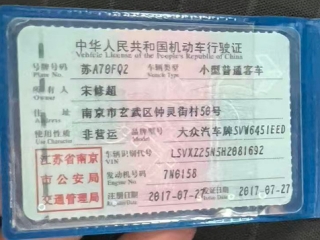 中华人民共和国机动车行驶证
Vehicle License of the People's Republic of China
号牌号码 苏A79FQ2 车辆类型 小型普通客车
Plate No. Vehicle Type
所有人 宋修超
Owner
住址 南京市玄武区钟灵街村50号
Address
使用性质 非营运 品牌型号 大众汽车牌SVW6451EED
Use Character Model
江苏省南京 车辆识别代号 LSVXZ25N5H2081692
VIN
市公安局 发动机号码 7N6158
Engine No.
交通管理局 注册日期 2017-07-27 发证日期 2017-07-27
Register Date Issue Date